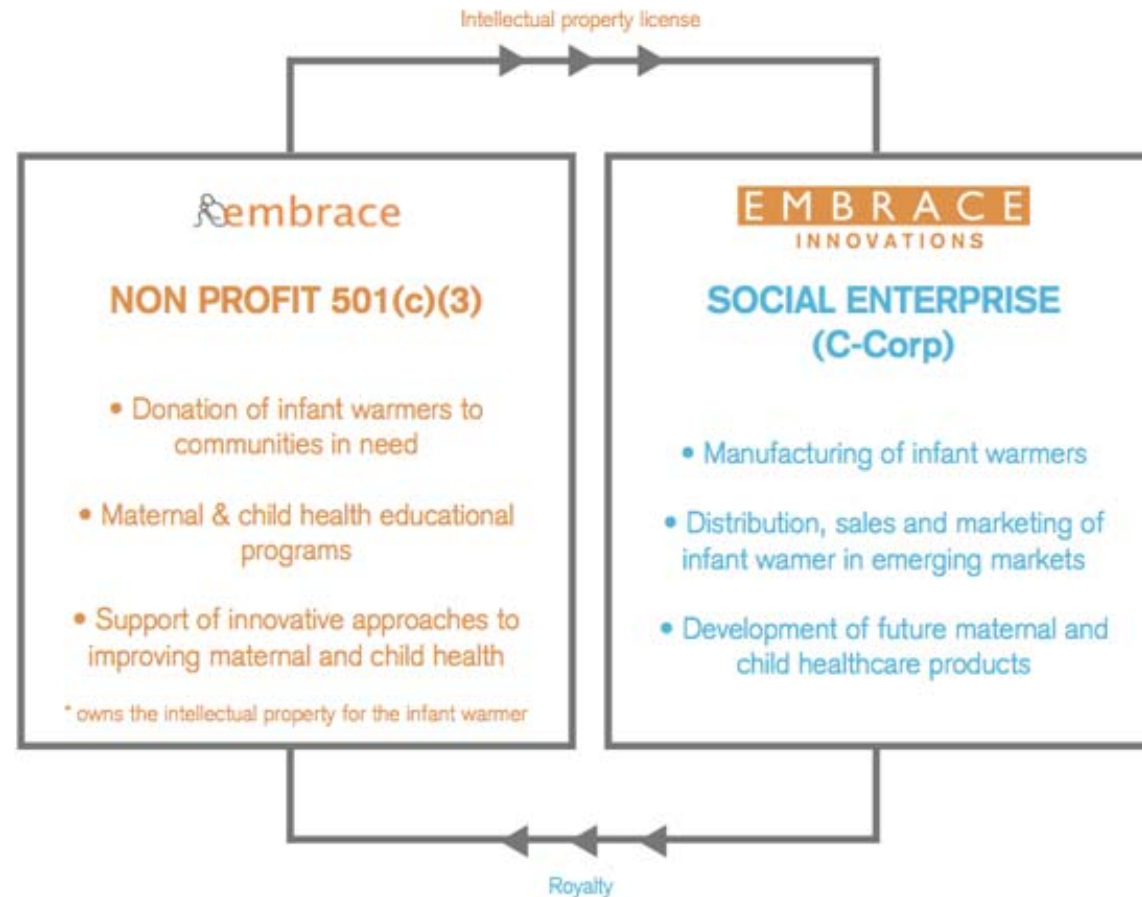 Intellectual property license
embrace
NON PROFIT 501(c)(3)
• Donation of infant warmers to
communities in need
• Maternal & child health educational
programs
• Support of innovative approaches to
improving maternal and child health
* owns the intellectual property for the infant warmer
EMBRACE
INNOVATIONS
SOCIAL ENTERPRISE
(C-Corp)
• Manufacturing of infant warmers
• Distribution, sales and marketing of
infant wamer in emerging markets
• Development of future maternal and
child healthcare products
Royalty